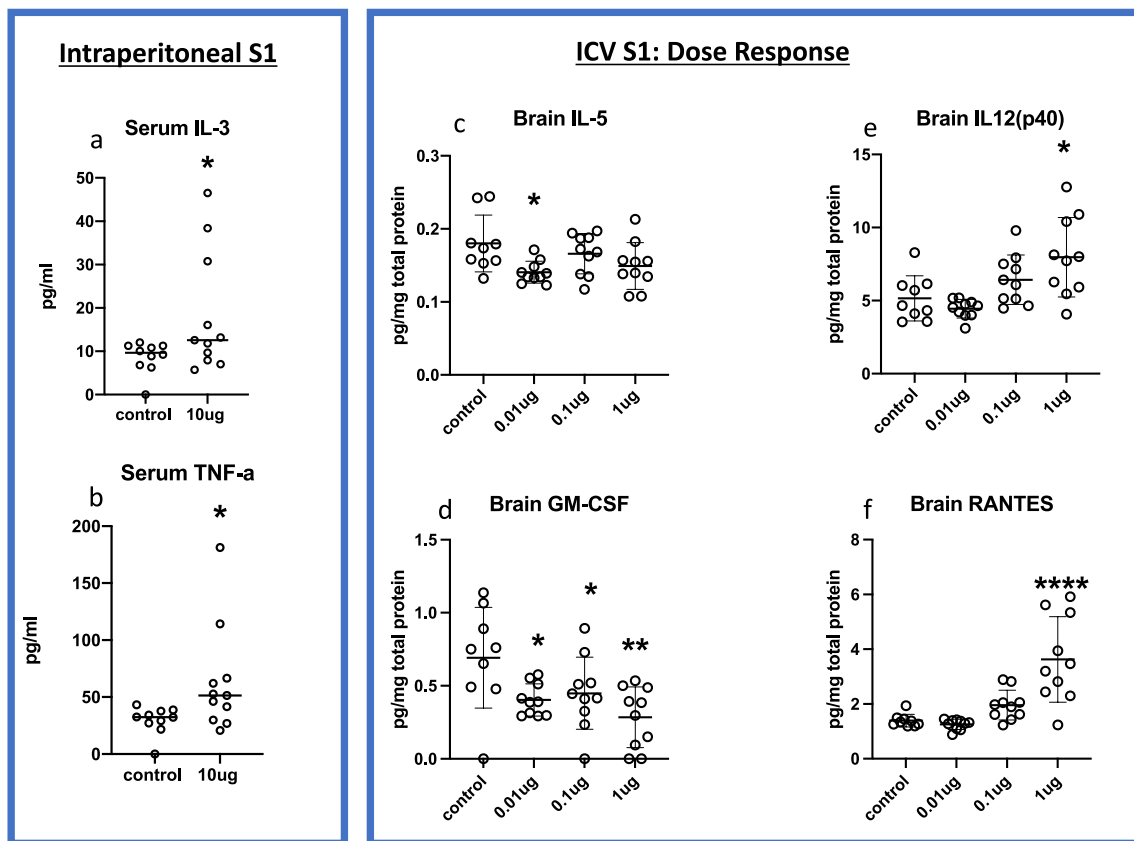 Intraperitoneal S1
a
Serum IL-3
*
50
40
30
20
10
0
pg/ml
control
10ug
b
Serum TNF-a
*
200
150
100
50
0
pg/ml
control
10ug
ICV S1: Dose Response
c
Brain IL-5
*
0.3
0.2
0.1
0.0
pg/mg total protein
control
0.01ug
0.1ug
1ug
e
Brain IL12(p40)
*
15
10
5
0
pg/mg total protein
control
0.01ug
0.1ug
1ug
d
Brain GM-CSF
*
*
**
1.5
1.0
0.5
0.0
pg/mg total protein
control
0.01ug
0.1ug
1ug
f
Brain RANTES
****
8
6
4
2
0
pg/mg total protein
control
0.01ug
0.1ug
1ug